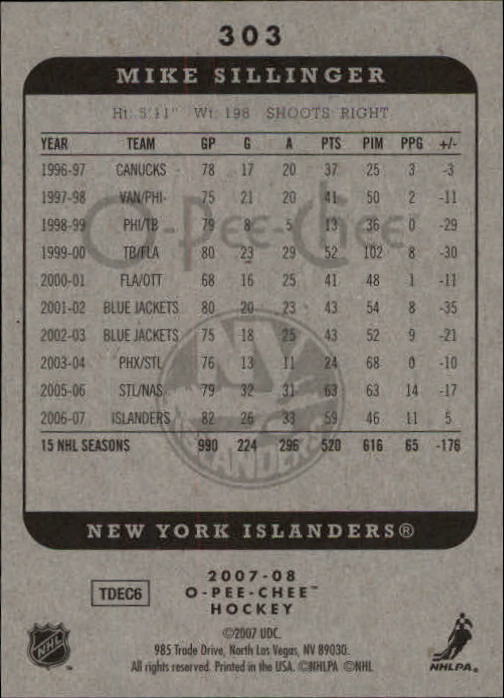 303
MIKE SILLINGER
Ht: 5'11" Wt: 198 SHOOTS: RIGHT
YEAR TEAM GP G A PTS PIM PPG +/-
1996-97 CANUCKS 78 17 20 37 25 3 -3
1997-98 VAN/PHI 75 21 20 41 50 2 -11
1998-99 PHI/TB 79 8 5 13 36 0 -29
1999-00 TB/FLA 80 23 29 52 102 8 -30
2000-01 FLA/OTT 68 16 25 41 48 1 -11
2001-02 BLUE JACKETS 80 20 23 43 54 8 -35
2002-03 BLUE JACKETS 75 18 25 43 52 9 -21
2003-04 PHX/STL 76 13 11 24 68 0 -10
2005-06 STL/NAS 79 32 31 63 63 14 -17
2006-07 ISLANDERS 82 26 33 59 46 11 5
15 NHL SEASONS 990 224 296 520 616 65 -176
O-Pee-Chee
NY
ISLANDERS
NEW YORK ISLANDERS®
TDEC6
2007-08
O-PEE-CHEE™
HOCKEY
©2007 UDC.
985 Trade Drive, North Las Vegas, NV 89030.
All rights reserved. Printed in the USA. ©NHLPA ©NHL
NHL
NHLPA®